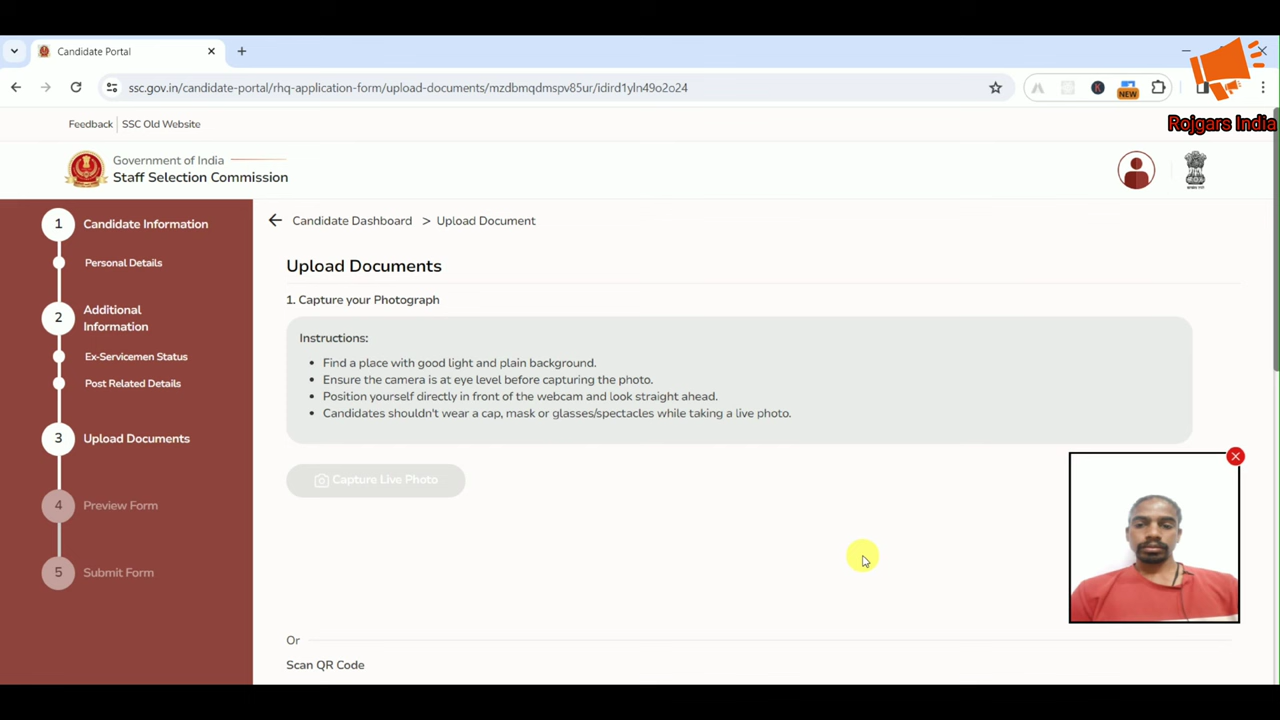 Candidate Portal
ssc.gov.in/candidate-portal/rhq-application-form/upload-documents/mzdbmqdmspv85ur/idird1yln49o2o24
NEW
Rojgars India
Feedback
SSC Old Website
Government of India
Staff Selection Commission
1 Candidate Information
Personal Details
2 Additional
Information
Ex-Servicemen Status
Post Related Details
3 Upload Documents
4 Preview Form
5 Submit Form
Candidate Dashboard > Upload Document
Upload Documents
1. Capture your Photograph
Instructions:
• Find a place with good light and plain background.
• Ensure the camera is at eye level before capturing the photo.
• Position yourself directly in front of the webcam and look straight ahead.
• Candidates shouldn't wear a cap, mask or glasses/spectacles while taking a live photo.
Capture Live Photo
Or
Scan QR Code